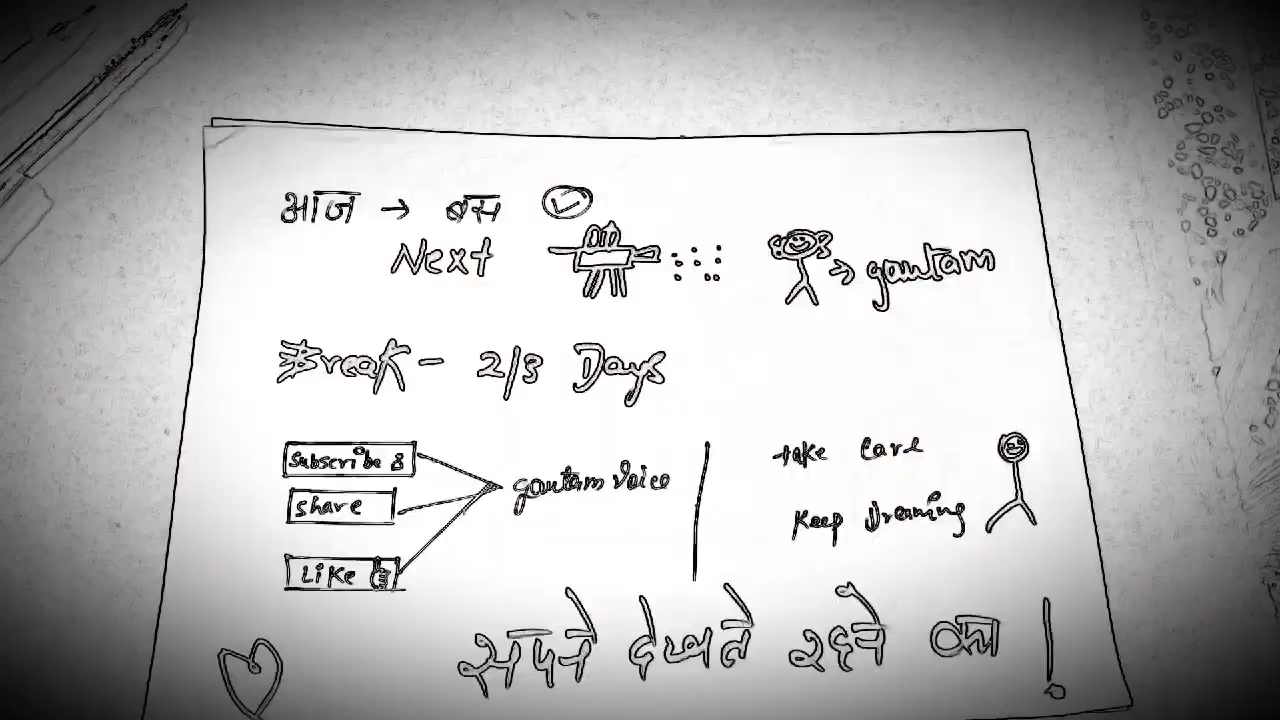 आज → बस
Next → gautam
Break - 2/3 Days
Subscribe
share
Like
gautam voice
take care
keep Dreaming
सपने देखते रहने का !